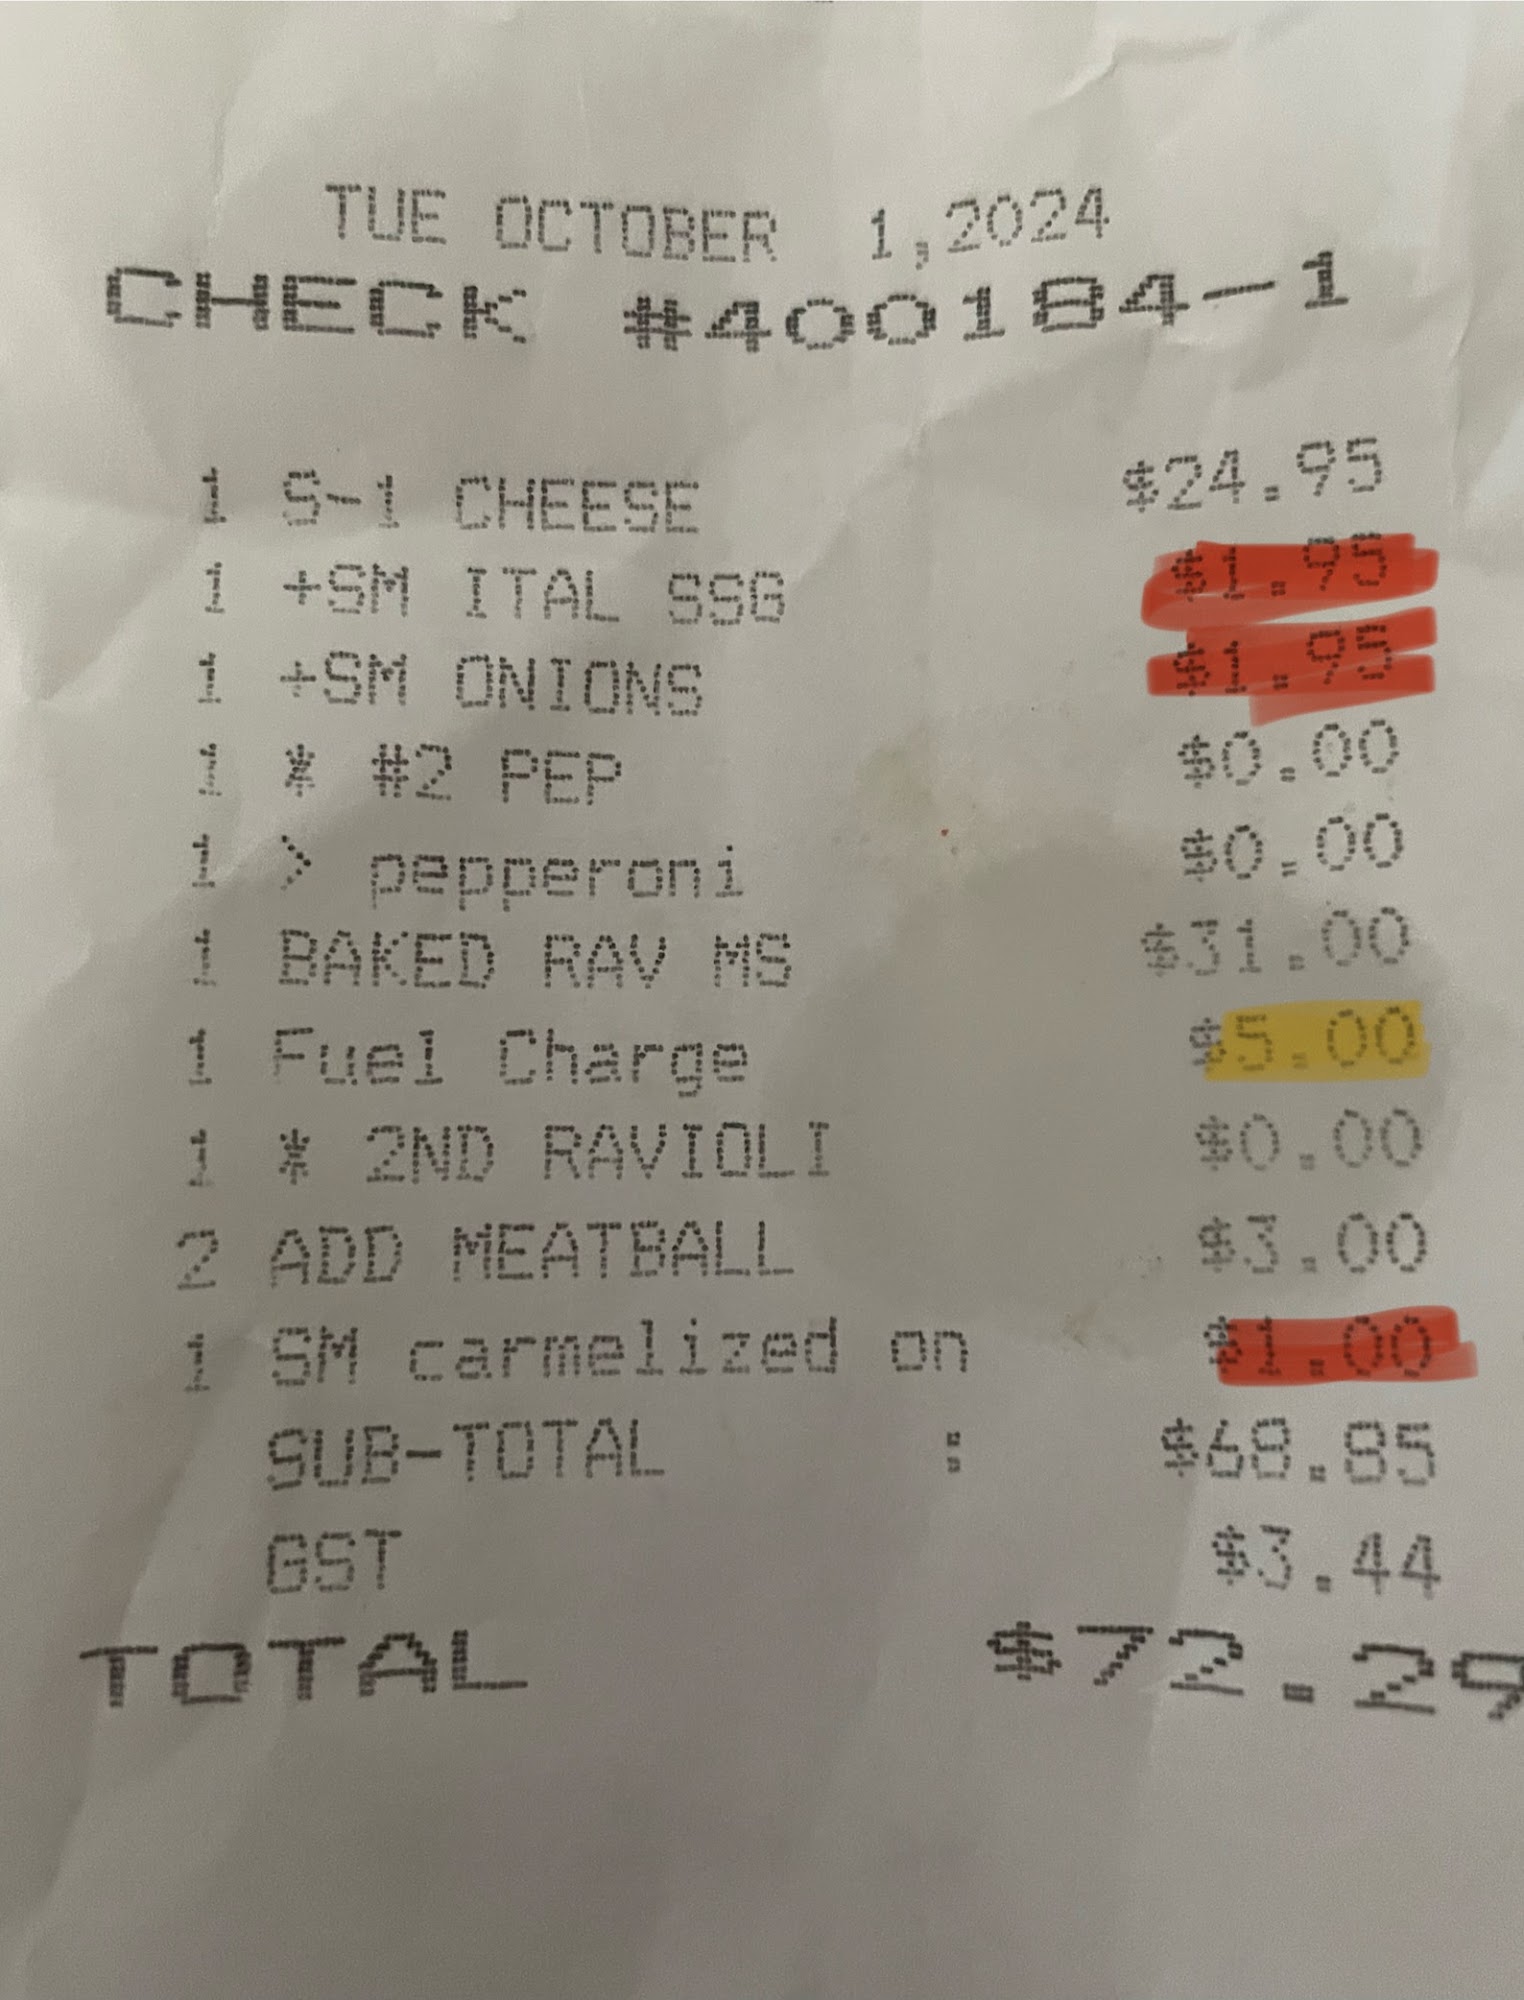 TUE OCTOBER 1,2024
CHECK #400184-1
1 S-1 CHEESE $24.95
1 +SM ITAL SSG $1.95
1 +SM ONIONS $1.95
1 * #2 PEP $0.00
1 > pepperoni $0.00
1 BAKED RAV MS $31.00
1 Fuel Charge $5.00
1 * 2ND RAVIOLI $0.00
2 ADD MEATBALL $3.00
1 SM carmelized on $1.00
SUB-TOTAL : $68.85
GST $3.44
TOTAL $72.29